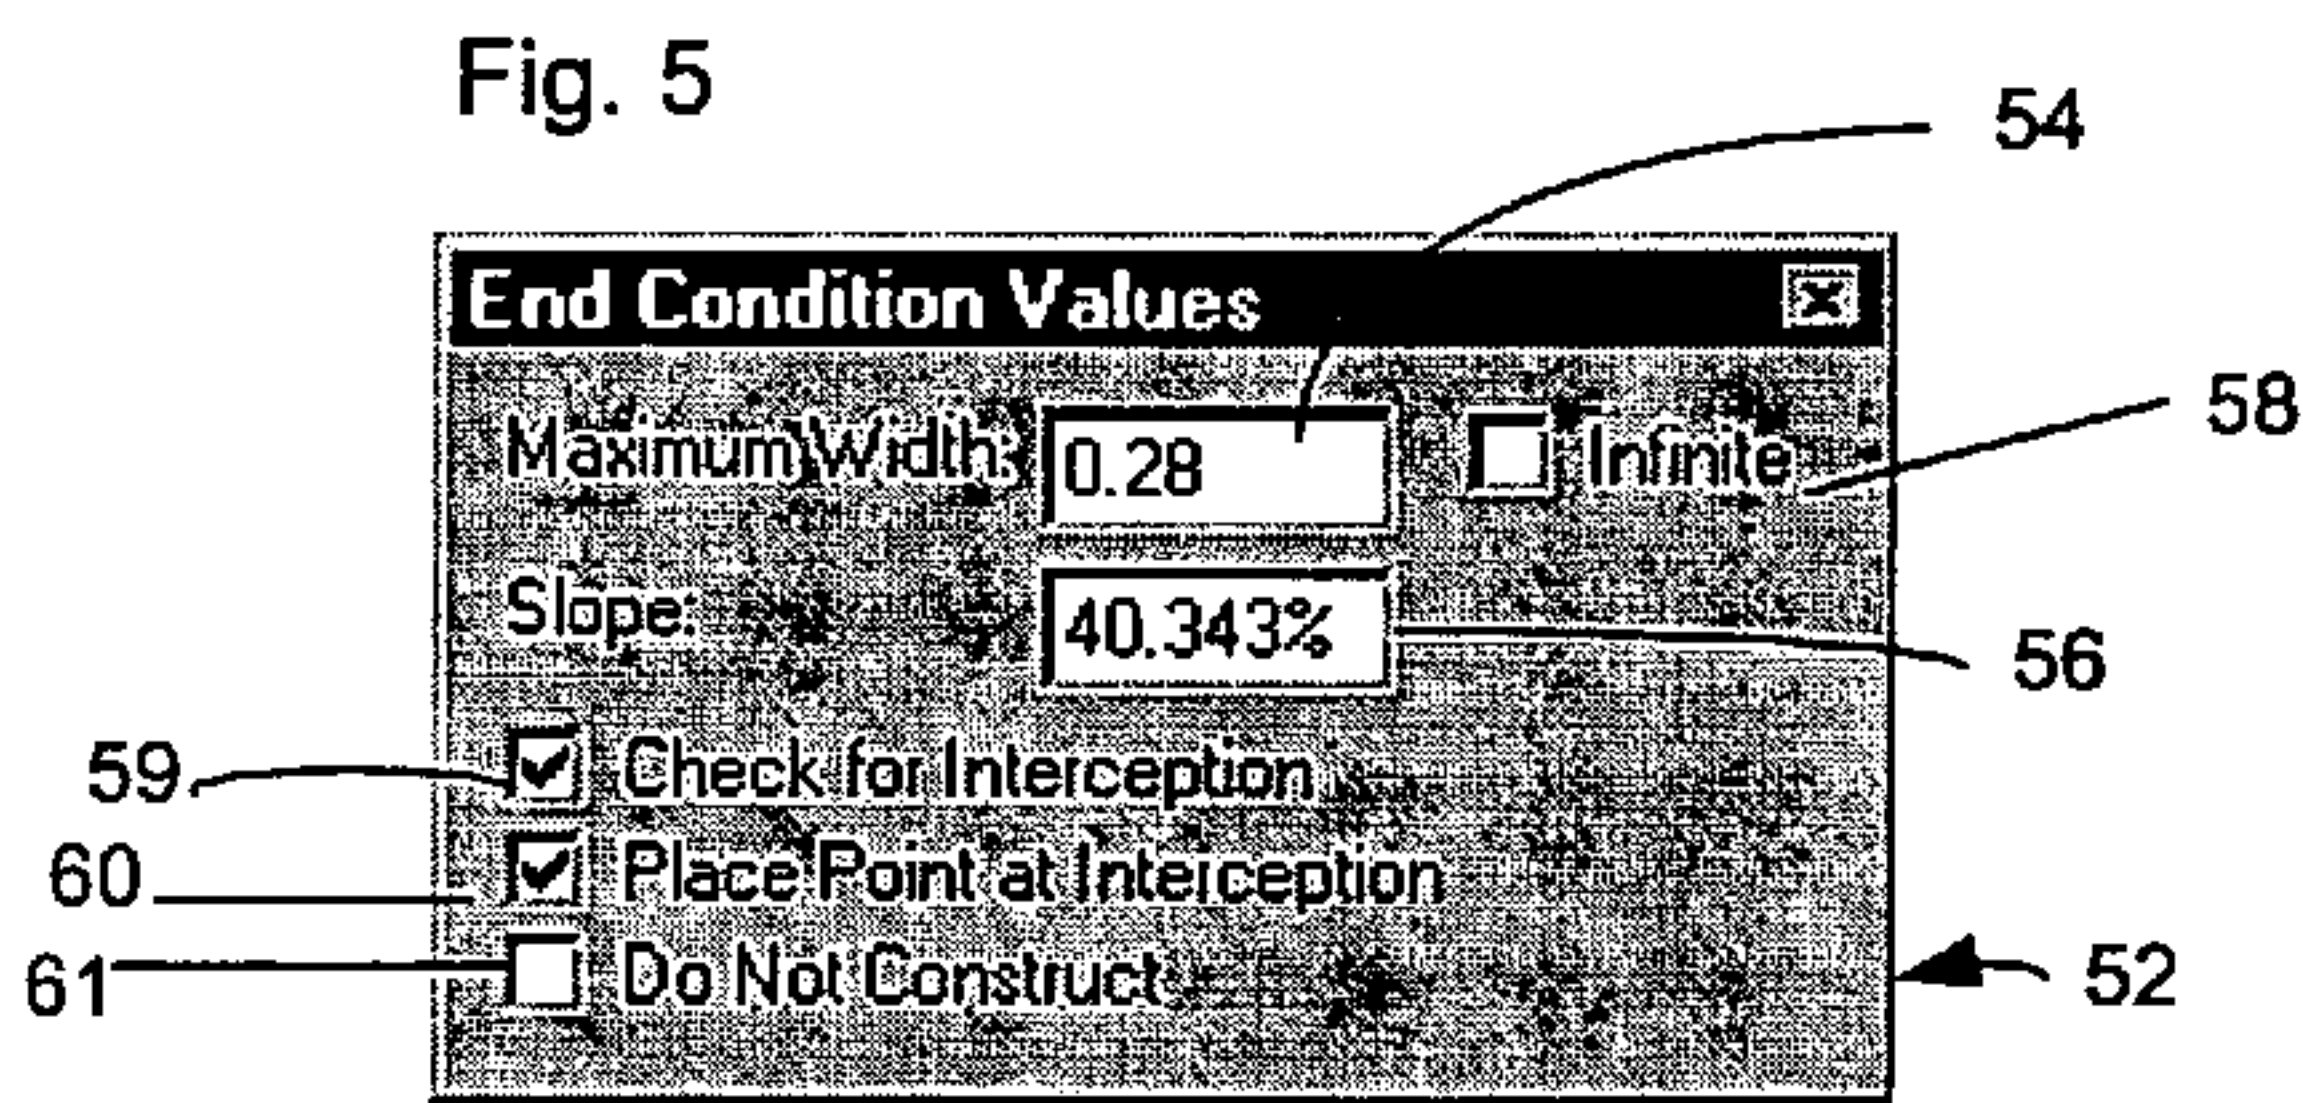 Fig. 5
54
End Condition Values
Maximum Width: 0.28 Infinite
58
Slope: 40.343%
56
59 Check for Interception
60 Place Point at Interception
61 Do Not Construct
52